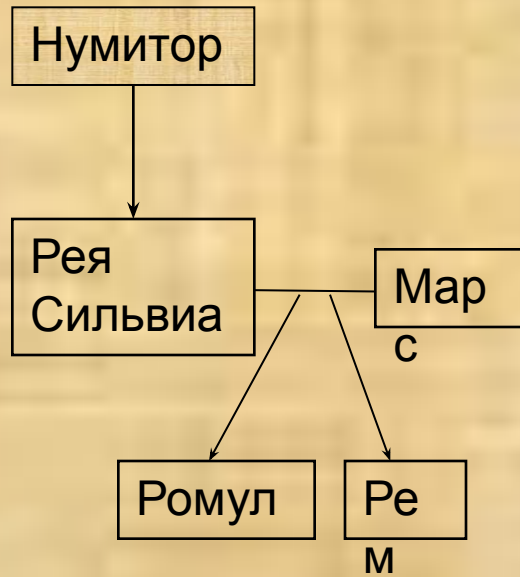 Нумитор
Рея
Сильвиа
Мар
с
Ромул
Ре
м